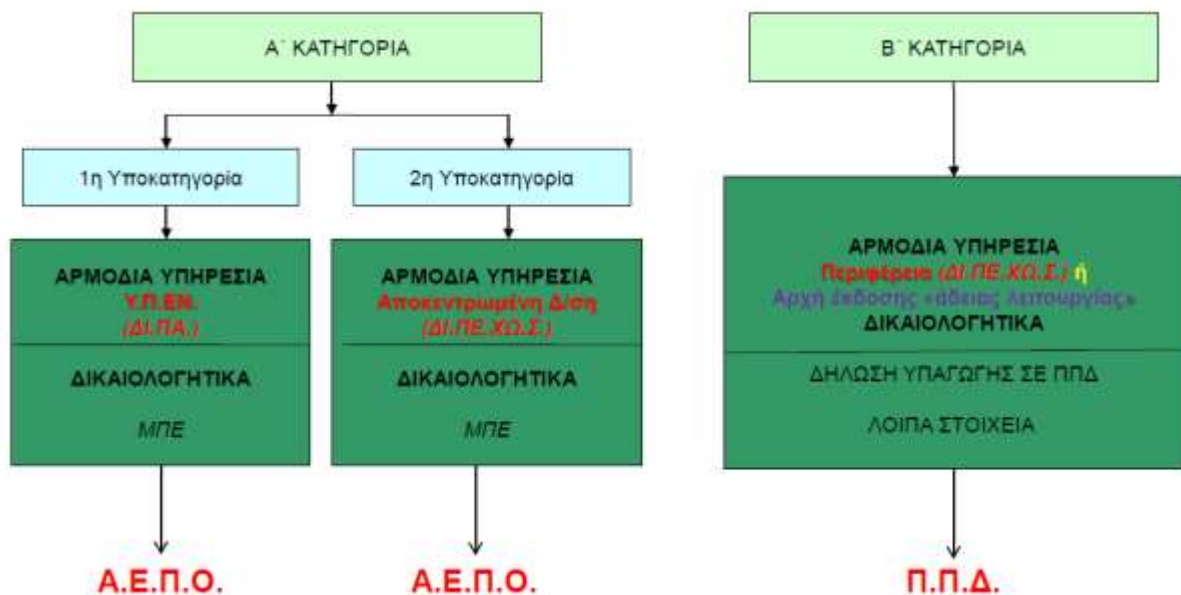 Α΄ ΚΑΤΗΓΟΡΙΑ
1η Υποκατηγορία
ΑΡΜΟΔΙΑ ΥΠΗΡΕΣΙΑ
Υ.Π.ΕΝ.
(ΔΙ.ΠΑ.)
ΔΙΚΑΙΟΛΟΓΗΤΙΚΑ
ΜΠΕ
Α.Ε.Π.Ο.
2η Υποκατηγορία
ΑΡΜΟΔΙΑ ΥΠΗΡΕΣΙΑ
Αποκεντρωμένη Δ/ση
(ΔΙ.ΠΕ.ΧΩ.Σ.)
ΔΙΚΑΙΟΛΟΓΗΤΙΚΑ
ΜΠΕ
Α.Ε.Π.Ο.
Β΄ ΚΑΤΗΓΟΡΙΑ
ΑΡΜΟΔΙΑ ΥΠΗΡΕΣΙΑ
Περιφέρεια (ΔΙ.ΠΕ.ΧΩ.Σ.) ή
Αρχή έκδοσης «άδειας λειτουργίας»
ΔΙΚΑΙΟΛΟΓΗΤΙΚΑ
ΔΗΛΩΣΗ ΥΠΑΓΩΓΗΣ ΣΕ ΠΠΔ
ΛΟΙΠΑ ΣΤΟΙΧΕΙΑ
Π.Π.Δ.